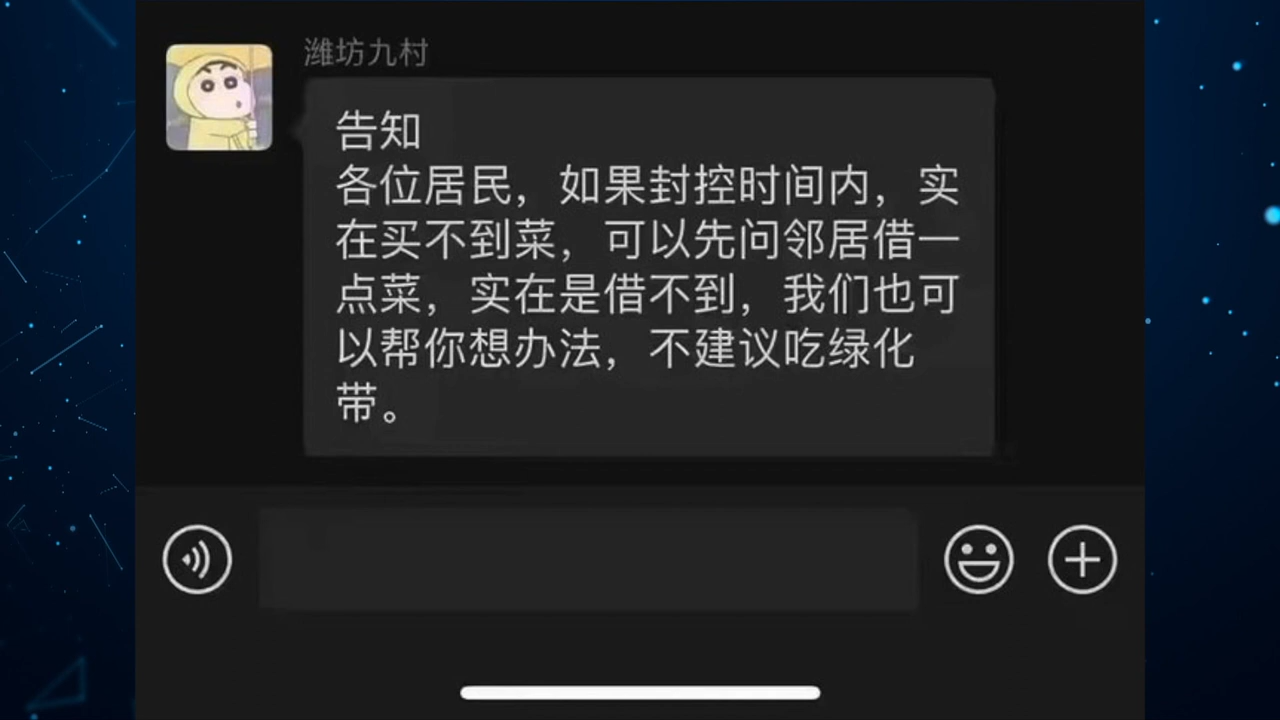 潍坊九村
告知
各位居民，如果封控时间内，实
在买不到菜，可以先问邻居借一
点菜，实在是借不到，我们也可
以帮你想办法，不建议吃绿化
带。